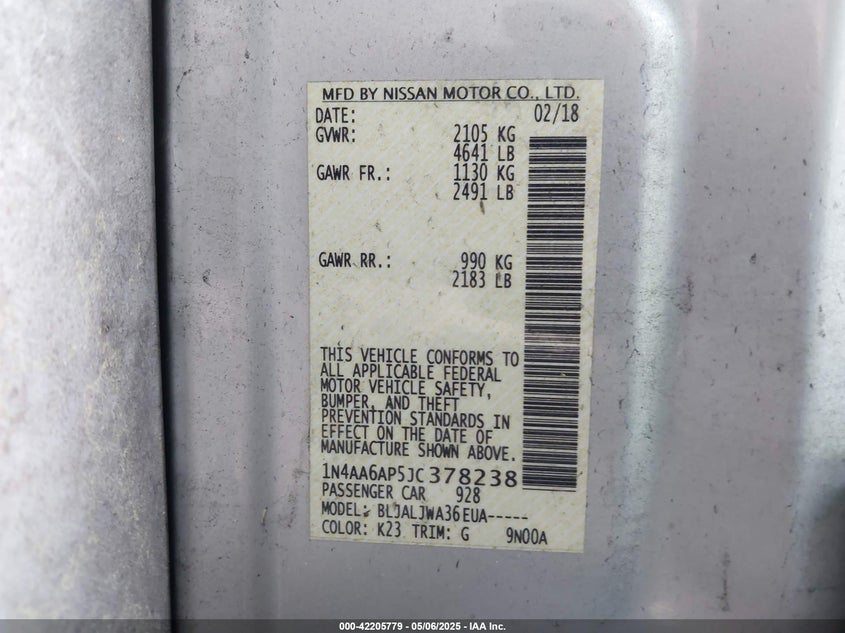 MFD BY NISSAN MOTOR CO., LTD.
DATE: 02/18
GVWR: 2105 KG
4641 LB
GAWR FR.: 1130 KG
2491 LB
GAWR RR.: 990 KG
2183 LB
THIS VEHICLE CONFORMS TO
ALL APPLICABLE FEDERAL
MOTOR VEHICLE SAFETY,
BUMPER, AND THEFT
PREVENTION STANDARDS IN
EFFECT ON THE DATE OF
MANUFACTURE SHOWN ABOVE.
1N4AA6AP5JC378238
PASSENGER CAR 928
MODEL: BLJALJWA36EUA-----
COLOR: K23 TRIM: G 9N00A
000-42205779 - 05/06/2025 - IAA Inc.